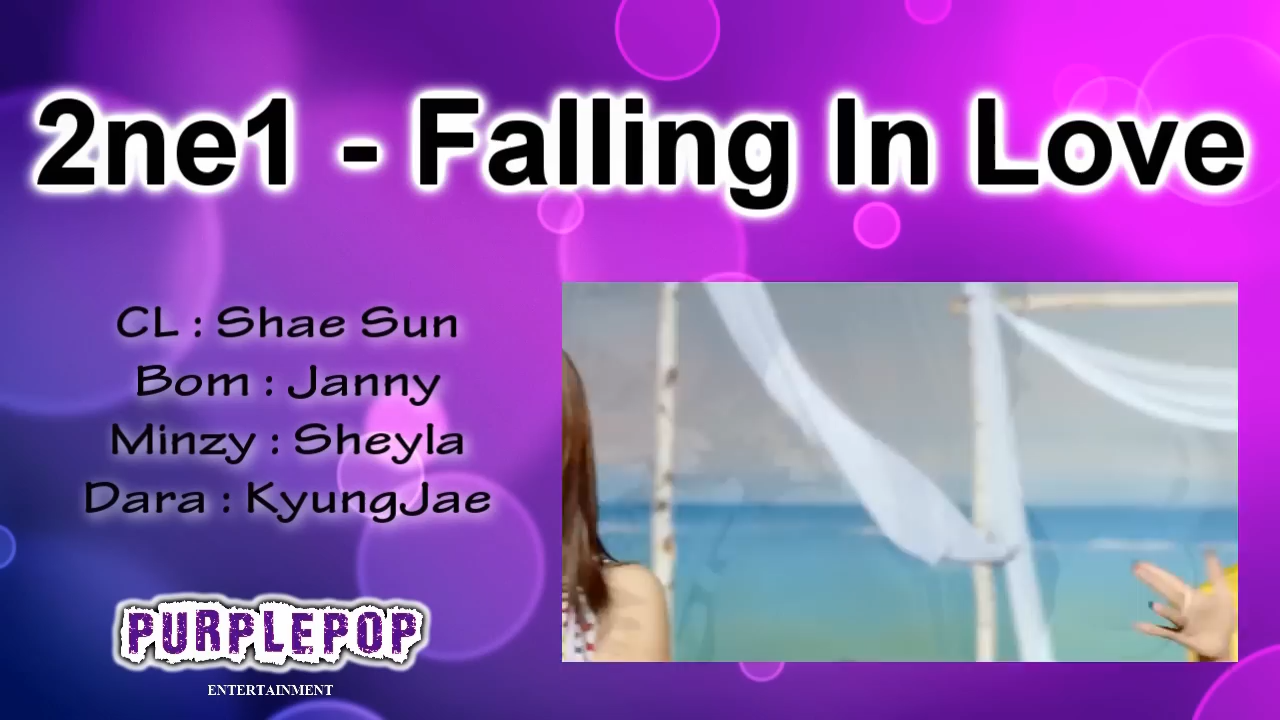 2ne1 - Falling In Love
CL : Shae Sun
Bom : Janny
Minzy : Sheyla
Dara : KyungJae
PURPLEPOP
ENTERTAINMENT